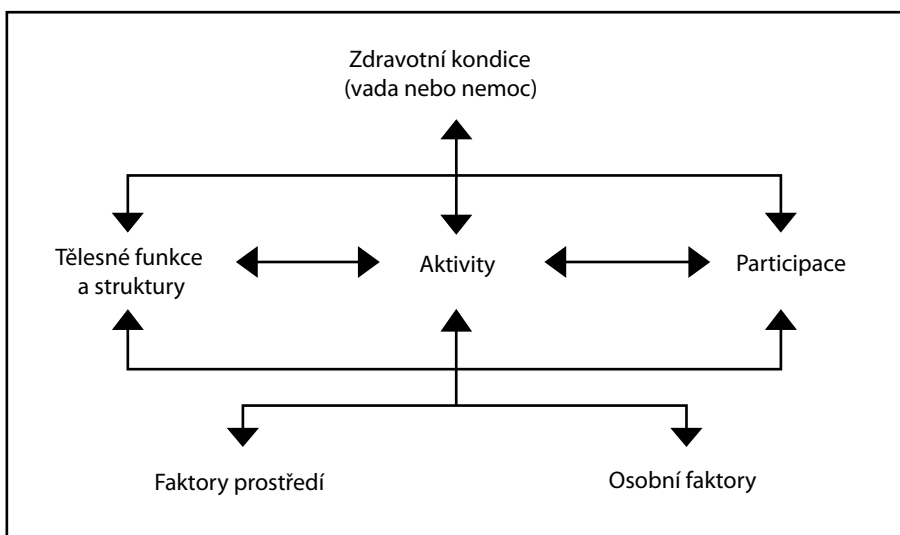 Zdravotní kondice
(vada nebo nemoc)
Tělesné funkce
a struktury
Aktivity
Participace
Faktory prostředí
Osobní faktory